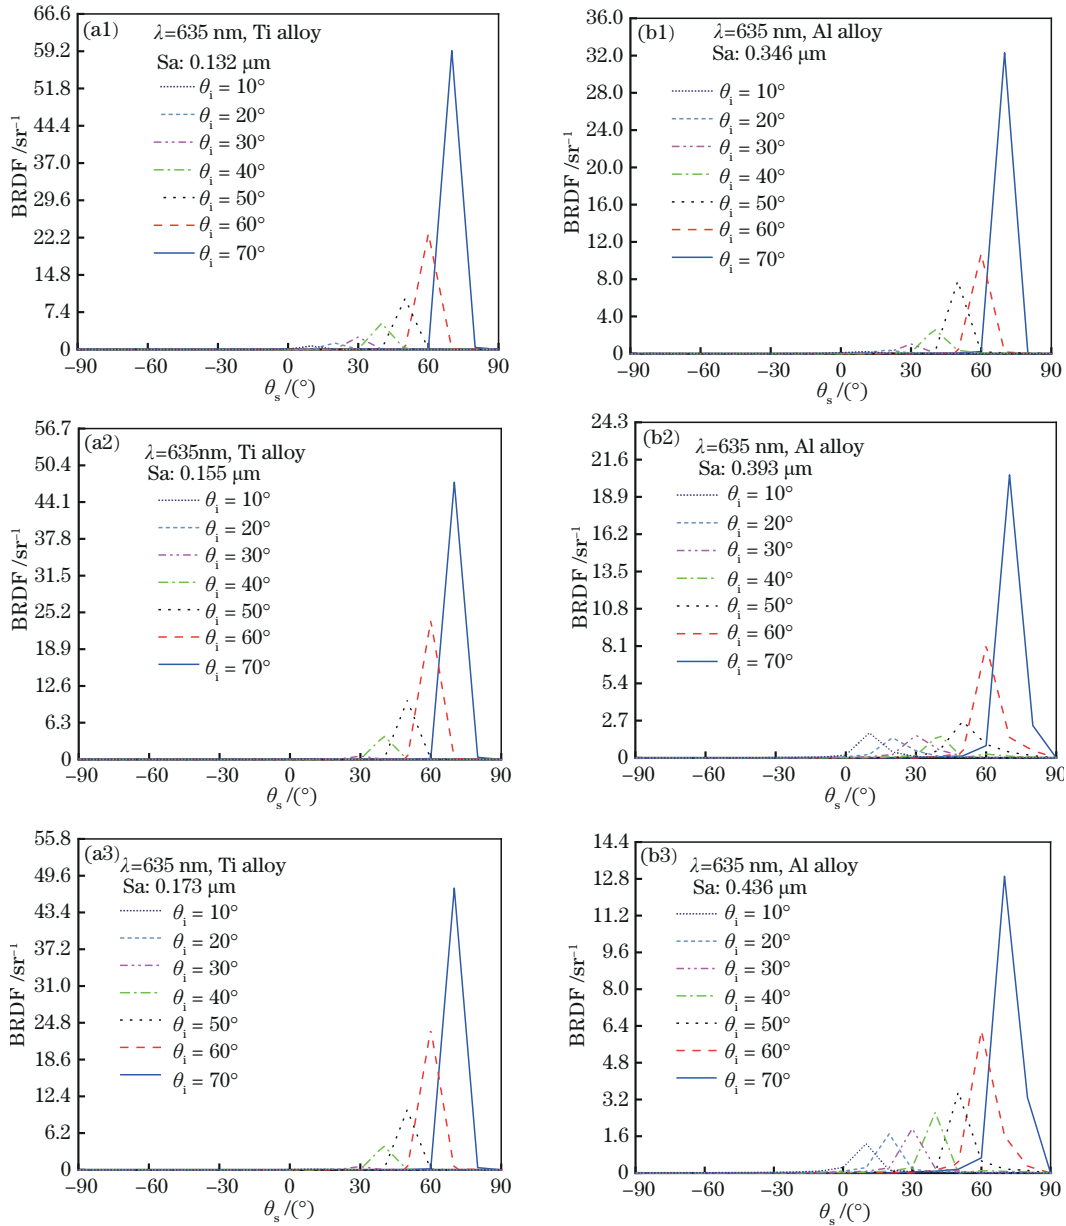 (a1)
λ=635 nm, Ti alloy
Sa: 0.132 μm
θi = 10°
θi = 20°
θi = 30°
θi = 40°
θi = 50°
θi = 60°
θi = 70°
BRDF /sr⁻¹
66.6
59.2
51.8
44.4
37.0
29.6
22.2
14.8
7.4
0
−90 −60 −30 0 30 60 90
θs /(°)
(b1)
λ=635 nm, Al alloy
Sa: 0.346 μm
θi = 10°
θi = 20°
θi = 30°
θi = 40°
θi = 50°
θi = 60°
θi = 70°
BRDF /sr⁻¹
36.0
32.0
28.0
24.0
20.0
16.0
12.0
8.0
4.0
0
−90 −60 −30 0 30 60 90
θs /(°)
(a2)
λ=635nm, Ti alloy
Sa: 0.155 μm
θi = 10°
θi = 20°
θi = 30°
θi = 40°
θi = 50°
θi = 60°
θi = 70°
BRDF /sr⁻¹
56.7
50.4
44.1
37.8
31.5
25.2
18.9
12.6
6.3
0
−90 −60 −30 0 30 60 90
θs /(°)
(b2)
λ=635 nm, Al alloy
Sa: 0.393 μm
θi = 10°
θi = 20°
θi = 30°
θi = 40°
θi = 50°
θi = 60°
θi = 70°
BRDF /sr⁻¹
24.3
21.6
18.9
16.2
13.5
10.8
8.1
5.4
2.7
0
−90 −60 −30 0 30 60 90
θs /(°)
(a3)
λ=635 nm, Ti alloy
Sa: 0.173 μm
θi = 10°
θi = 20°
θi = 30°
θi = 40°
θi = 50°
θi = 60°
θi = 70°
BRDF /sr⁻¹
55.8
49.6
43.4
37.2
31.0
24.8
18.6
12.4
6.2
0
−90 −60 −30 0 30 60 90
θs /(°)
(b3)
λ=635 nm, Al alloy
Sa: 0.436 μm
θi = 10°
θi = 20°
θi = 30°
θi = 40°
θi = 50°
θi = 60°
θi = 70°
BRDF /sr⁻¹
14.4
12.8
11.2
9.6
8.0
6.4
4.8
3.2
1.6
0
−90 −60 −30 0 30 60 90
θs /(°)